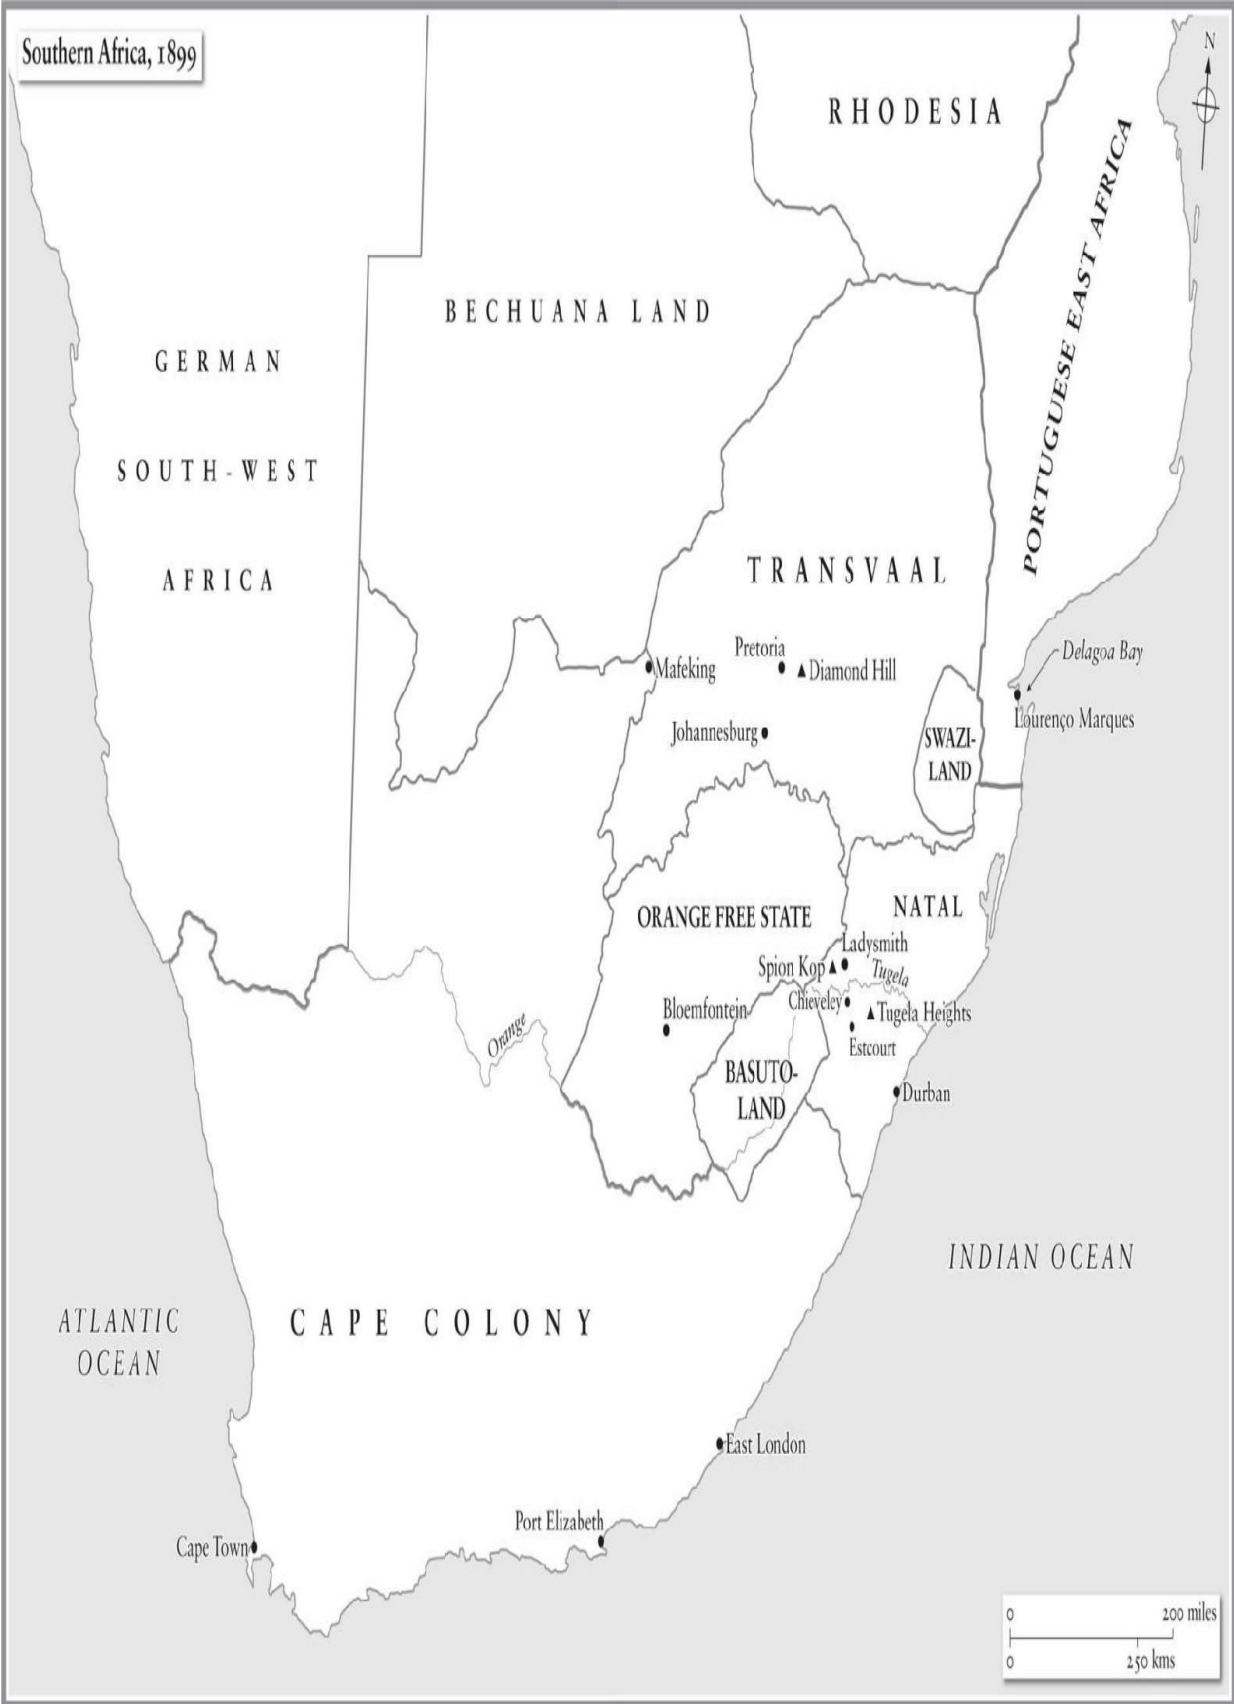 Southern Africa, 1899
N
RHODESIA
PORTUGUESE EAST AFRICA
BECHUANA LAND
GERMAN
SOUTH-WEST
AFRICA
TRANSVAAL
Pretoria
Diamond Hill
Mafeking
Delagoa Bay
Lourenço Marques
Johannesburg
SWAZI-
LAND
ORANGE FREE STATE
NATAL
Ladysmith
Spion Kop
Tugela
Chieveley
Bloemfontein
Tugela Heights
Orange
Estcourt
BASUTO-
LAND
Durban
INDIAN OCEAN
ATLANTIC
OCEAN
CAPE COLONY
East London
Port Elizabeth
Cape Town
0 200 miles
0 250 kms